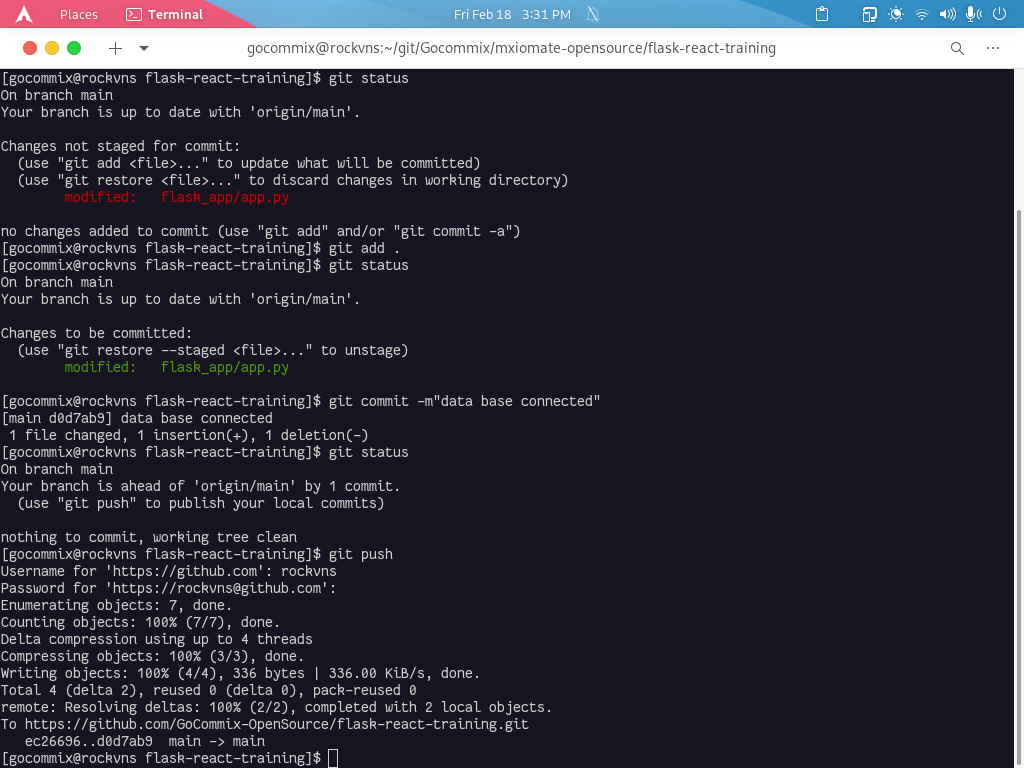 Places Terminal Fri Feb 18 3:31 PM
gocommix@rockvns:~/git/Gocommix/mxiomate-opensource/flask-react-training
[gocommix@rockvns flask-react-training]$ git status
On branch main
Your branch is up to date with 'origin/main'.
Changes not staged for commit:
  (use "git add <file>..." to update what will be committed)
  (use "git restore <file>..." to discard changes in working directory)
        modified:   flask_app/app.py
no changes added to commit (use "git add" and/or "git commit -a")
[gocommix@rockvns flask-react-training]$ git add .
[gocommix@rockvns flask-react-training]$ git status
On branch main
Your branch is up to date with 'origin/main'.
Changes to be committed:
  (use "git restore --staged <file>..." to unstage)
        modified:   flask_app/app.py
[gocommix@rockvns flask-react-training]$ git commit -m"data base connected"
[main d0d7ab9] data base connected
 1 file changed, 1 insertion(+), 1 deletion(-)
[gocommix@rockvns flask-react-training]$ git status
On branch main
Your branch is ahead of 'origin/main' by 1 commit.
  (use "git push" to publish your local commits)
nothing to commit, working tree clean
[gocommix@rockvns flask-react-training]$ git push
Username for 'https://github.com': rockvns
Password for 'https://rockvns@github.com':
Enumerating objects: 7, done.
Counting objects: 100% (7/7), done.
Delta compression using up to 4 threads
Compressing objects: 100% (3/3), done.
Writing objects: 100% (4/4), 336 bytes | 336.00 KiB/s, done.
Total 4 (delta 2), reused 0 (delta 0), pack-reused 0
remote: Resolving deltas: 100% (2/2), completed with 2 local objects.
To https://github.com/GoCommix-OpenSource/flask-react-training.git
   ec26696..d0d7ab9  main -> main
[gocommix@rockvns flask-react-training]$